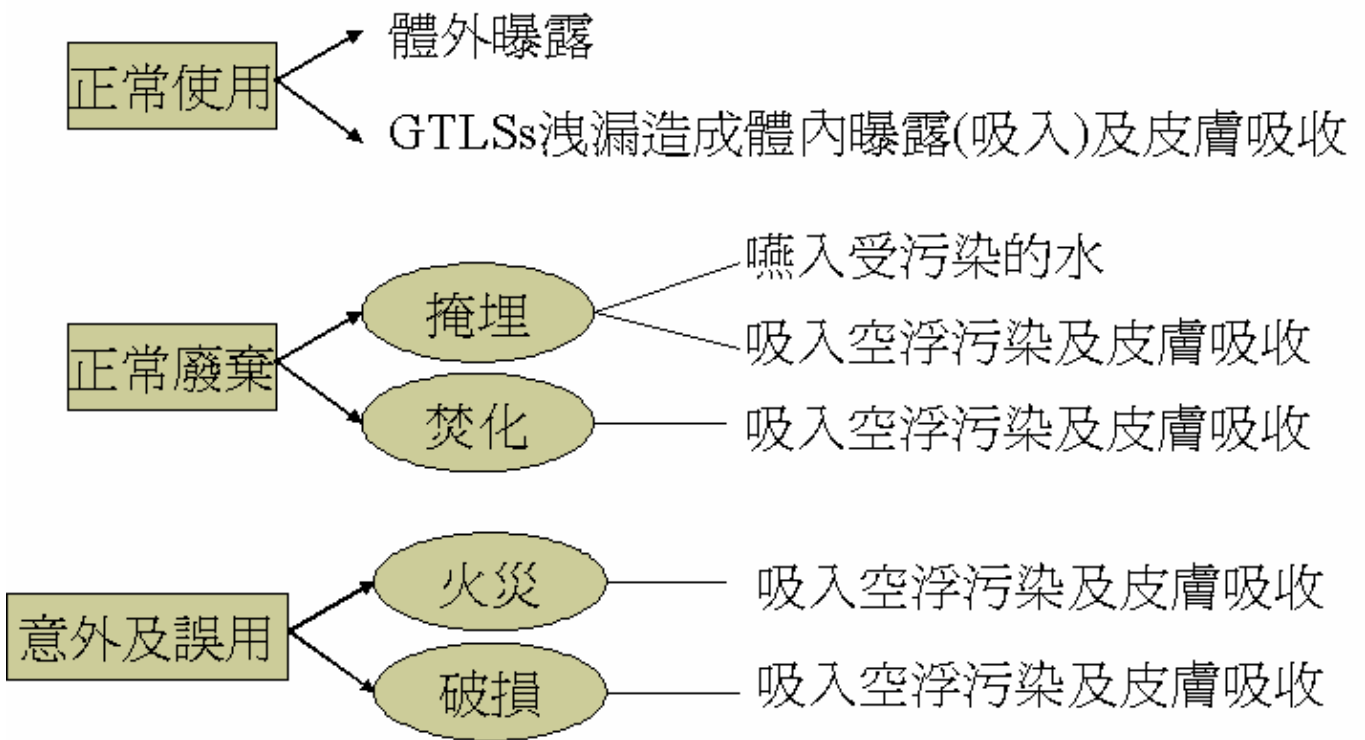 體外曝露
正常使用
GTLSs洩漏造成體內曝露(吸入)及皮膚吸收
嚥入受污染的水
掩埋
吸入空浮污染及皮膚吸收
正常廢棄
焚化
吸入空浮污染及皮膚吸收
火災
吸入空浮污染及皮膚吸收
意外及誤用
破損
吸入空浮污染及皮膚吸收